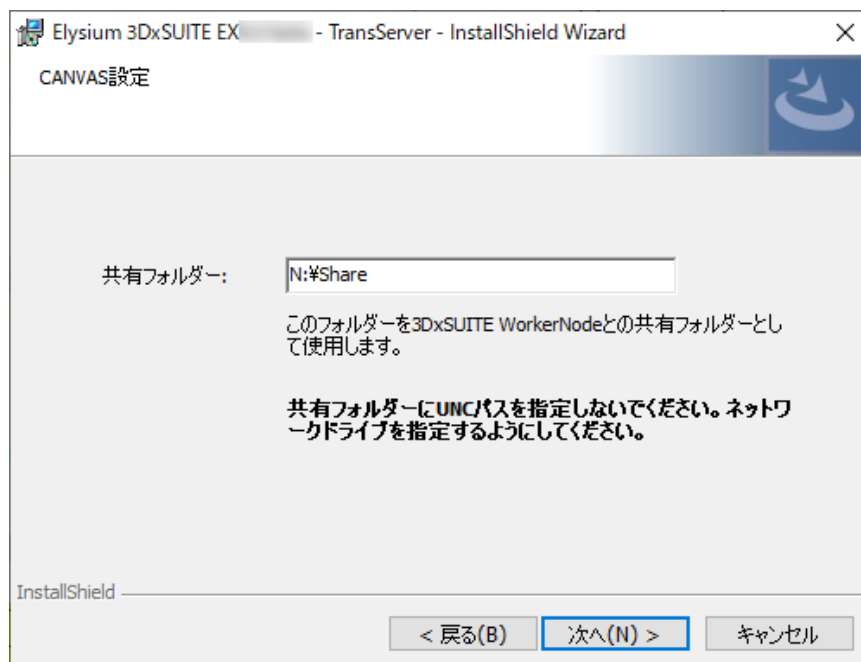 Elysium 3DxSUITE EX - TransServer - InstallShield Wizard
CANVAS設定
共有フォルダー: N:¥Share
このフォルダーを3DxSUITE WorkerNodeとの共有フォルダーとし
て使用します。
共有フォルダーにUNCパスを指定しないでください。ネットワ
ークドライブを指定するようにしてください。
InstallShield
< 戻る(B) 次へ(N) > キャンセル